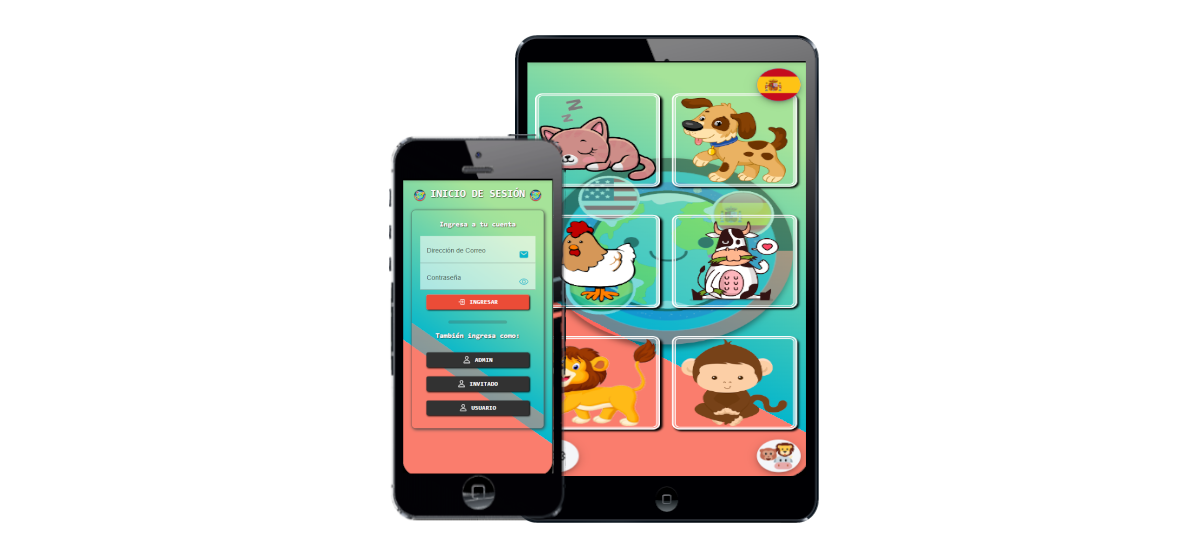 INICIO DE SESIÓN
Ingresa a tu cuenta
Dirección de Correo
Contraseña
INGRESAR
También ingresa como:
ADMIN
INVITADO
USUARIO
Z
Z